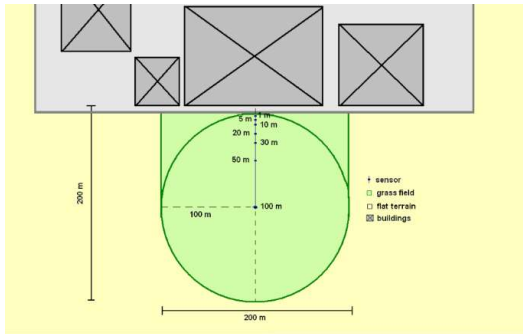 1 m
5 m
10 m
20 m
30 m
50 m
200 m
sensor
grass field
100 m
100 m
flat terrain
buildings
200 m